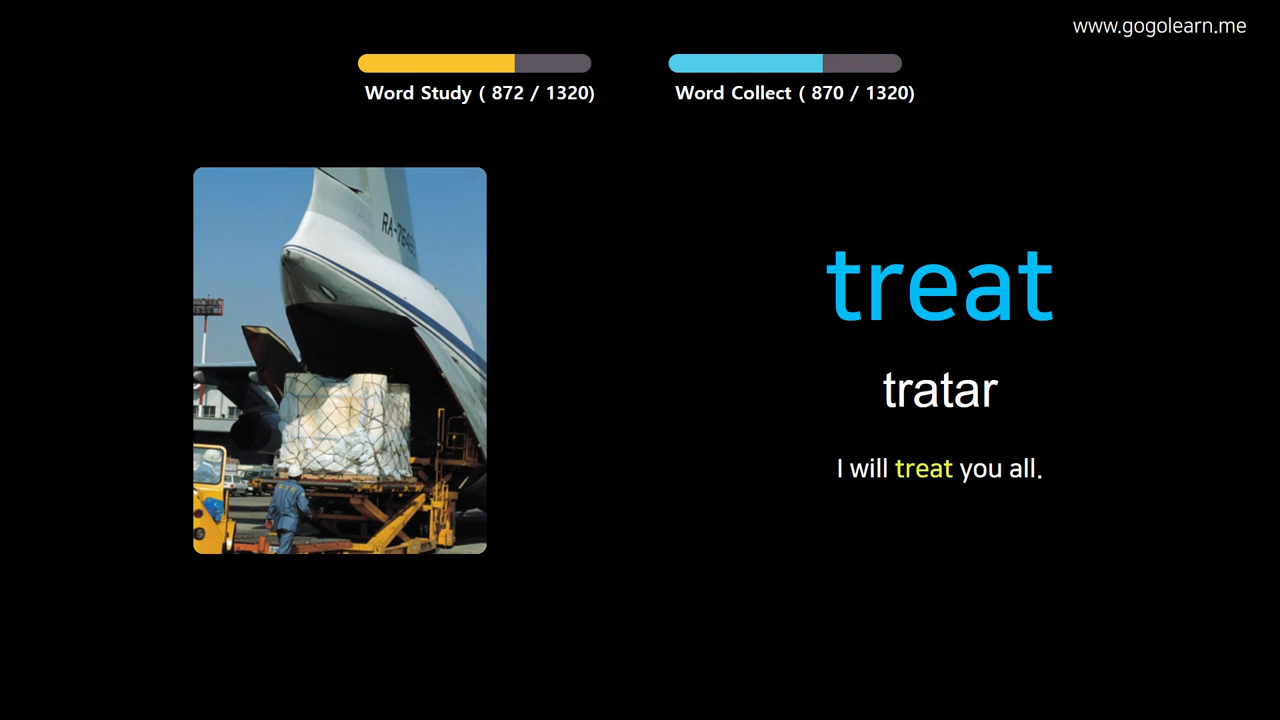 www.gogolearn.me
Word Study ( 872 / 1320)
Word Collect ( 870 / 1320)
treat
tratar
I will treat you all.